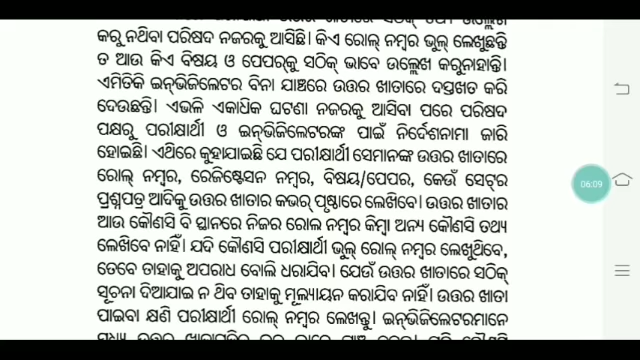 କରୁ ନଥିବା ପରିଷଦ ନଜରକୁ ଆସିଛି। କିଏ ରୋଲ୍ ନମ୍ବର ଭୁଲ୍ ଲେଖୁଛନ୍ତି
ତ ଆଉ କିଏ ବିଷୟ ଓ ପେପର୍‌କୁ ସଠିକ୍ ଭାବେ ଉଲ୍ଲେଖ କରୁନାହାନ୍ତି।
ଏମିତିକି ଇନ୍‌ଭିଜିଲେଟର ବିନା ଯାଞ୍ଚରେ ଉତ୍ତର ଖାତାରେ ଦସ୍ତଖତ କରି
ଦେଉଛନ୍ତି। ଏଭଳି ଏକାଧିକ ଘଟଣା ନଜରକୁ ଆସିବା ପରେ ପରିଷଦ
ପକ୍ଷରୁ ପରୀକ୍ଷାର୍ଥୀ ଓ ଇନ୍‌ଭିଜିଲେଟରଙ୍କ ପାଇଁ ନିର୍ଦ୍ଦେଶନାମା ଜାରି
ହୋଇଛି। ଏଥିରେ କୁହାଯାଇଛି ଯେ ପରୀକ୍ଷାର୍ଥୀ ସେମାନଙ୍କ ଉତ୍ତର ଖାତାରେ
ରୋଲ୍ ନମ୍ବର, ରେଜିଷ୍ଟ୍ରେସନ ନମ୍ବର, ବିଷୟ/ପେପର, କେଉଁ ସେଟ୍‌ର
ପ୍ରଶ୍ନପତ୍ର ଆଦିକୁ ଉତ୍ତର ଖାତାର କଭର୍ ପୃଷ୍ଠାରେ ଲେଖିବେ। ଉତ୍ତର ଖାତାର
ଆଉ କୌଣସି ବି ସ୍ଥାନରେ ନିଜର ରୋଲ ନମ୍ବର କିମ୍ବା ଅନ୍ୟ କୌଣସି ତଥ୍ୟ
ଲେଖିବେ ନାହିଁ। ଯଦି କୌଣସି ପରୀକ୍ଷାର୍ଥୀ ଭୁଲ୍ ରୋଲ୍ ନମ୍ବର ଲେଖୁଥିବେ,
ତେବେ ତାହାକୁ ଅପରାଧ ବୋଲି ଧରାଯିବ। ଯେଉଁ ଉତ୍ତର ଖାତାରେ ସଠିକ୍
ସୂଚନା ଦିଆଯାଇ ନ ଥିବ ତାହାକୁ ମୂଲ୍ୟାୟନ କରାଯିବ ନାହିଁ। ଉତ୍ତର ଖାତା
ପାଇବା କ୍ଷଣି ପରୀକ୍ଷାର୍ଥୀ ରୋଲ୍ ନମ୍ବର ଲେଖନ୍ତୁ। ଇନ୍‌ଭିଜିଲେଟରମାନେ
06:09